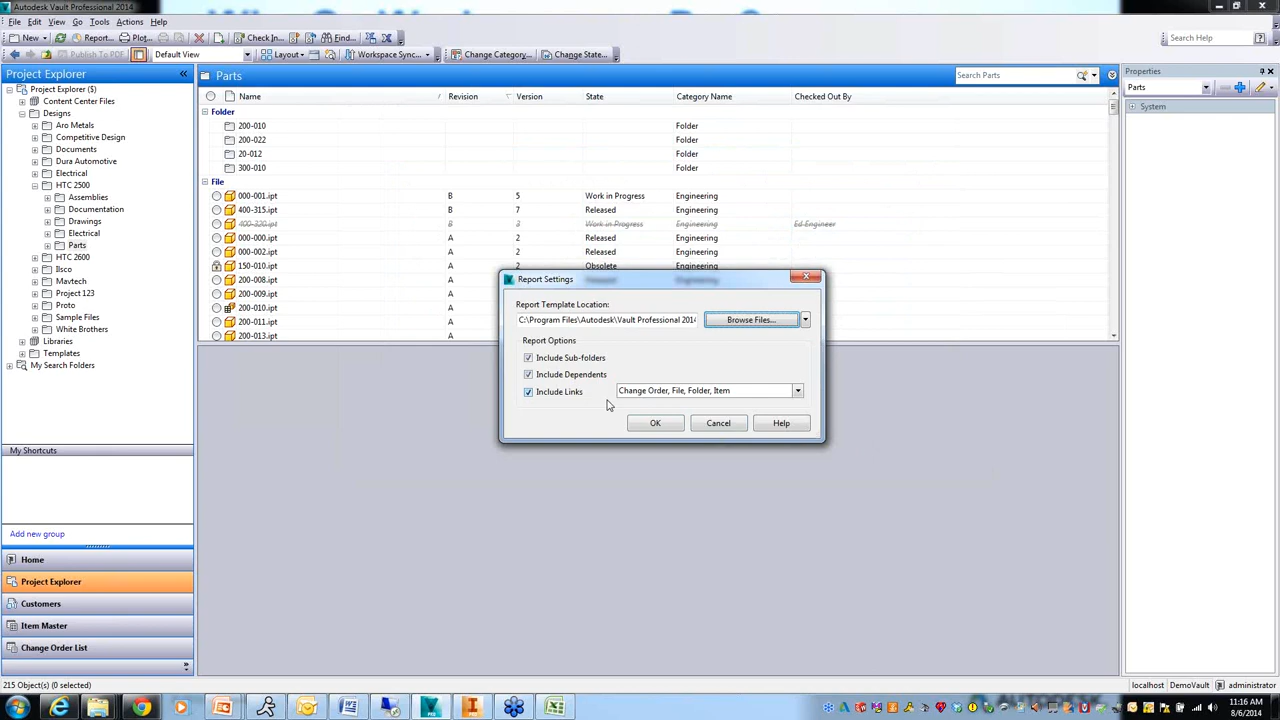 Autodesk Vault Professional 2014
File Edit View Go Tools Actions Help
New Report... Plot... Check In... Find...
Search Help
Publish To PDF Default View Layout Workspace Sync... Change Category... Change State...
Project Explorer
Project Explorer ($)
Content Center Files
Designs
Aro Metals
Competitive Design
Documents
Dura Automotive
Electrical
HTC 2500
Assemblies
Documentation
Drawings
Electrical
Parts
HTC 2600
Ilsco
Mavtech
Project 123
Proto
Sample Files
White Brothers
Libraries
Templates
My Search Folders
My Shortcuts
Add new group
Home
Project Explorer
Customers
Item Master
Change Order List
Parts
Search Parts
Name Revision Version State Category Name Checked Out By
Folder
200-010 Folder
200-022 Folder
20-012 Folder
300-010 Folder
File
000-001.ipt B 5 Work in Progress Engineering
400-315.ipt B 7 Released Engineering
400-320.ipt B 3 Work in Progress Engineering Ed Engineer
000-000.ipt A 2 Released Engineering
000-002.ipt A 2 Released Engineering
150-010.ipt A 2 Obsolete Engineering
200-008.ipt A
200-009.ipt A
200-010.ipt A
200-011.ipt A
200-013.ipt A
Report Settings
Report Template Location:
C:\Program Files\Autodesk\Vault Professional 2014 Browse Files...
Report Options
Include Sub-folders
Include Dependents
Include Links Change Order, File, Folder, Item
OK Cancel Help
Properties
Parts
System
215 Object(s) (0 selected)
localhost DemoVault administrator
11:16 AM
8/6/2014